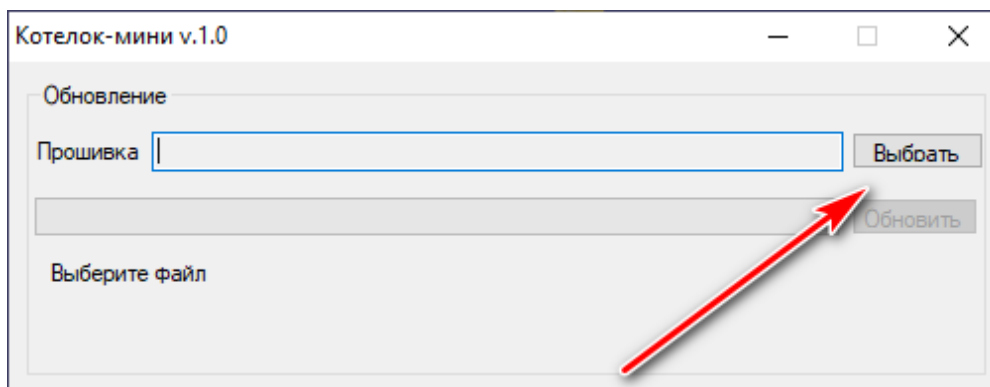 Котелок-мини v.1.0
Обновление
Прошивка Выбрать
Обновить
Выберите файл